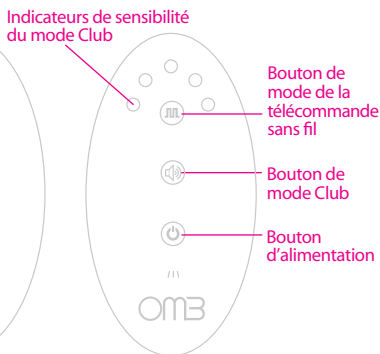 Indicateurs de sensibilité
du mode Club
Bouton de
mode de la
télécommande
sans fil
Bouton de
mode Club
Bouton
d'alimentation
OMB